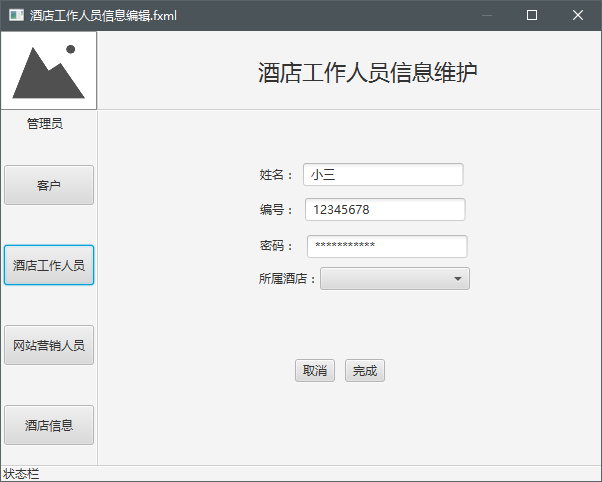 酒店工作人员信息编辑.fxml
酒店工作人员信息维护
管理员
客户
酒店工作人员
网站营销人员
酒店信息
姓名： 小三
编号： 12345678
密码： ***********
所属酒店：
取消 完成
状态栏